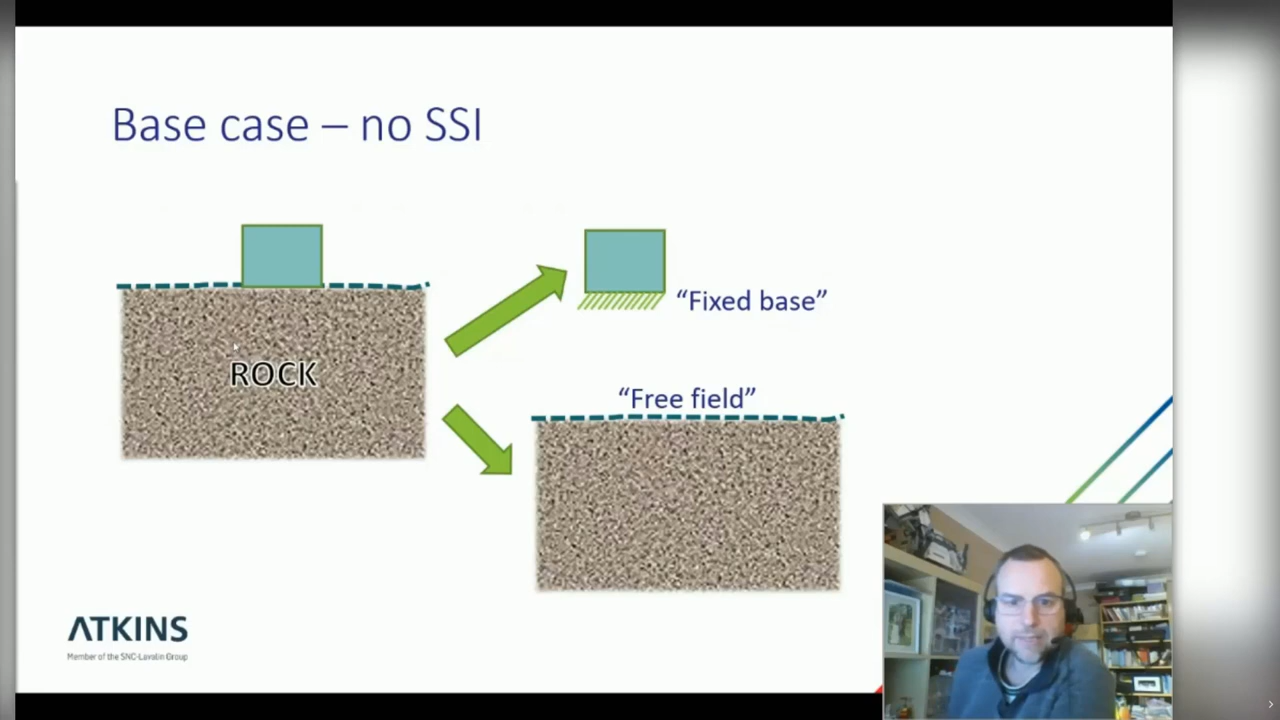 Base case – no SSI
ROCK
“Fixed base”
“Free field”
ATKINS
Member of the SNC-Lavalin Group